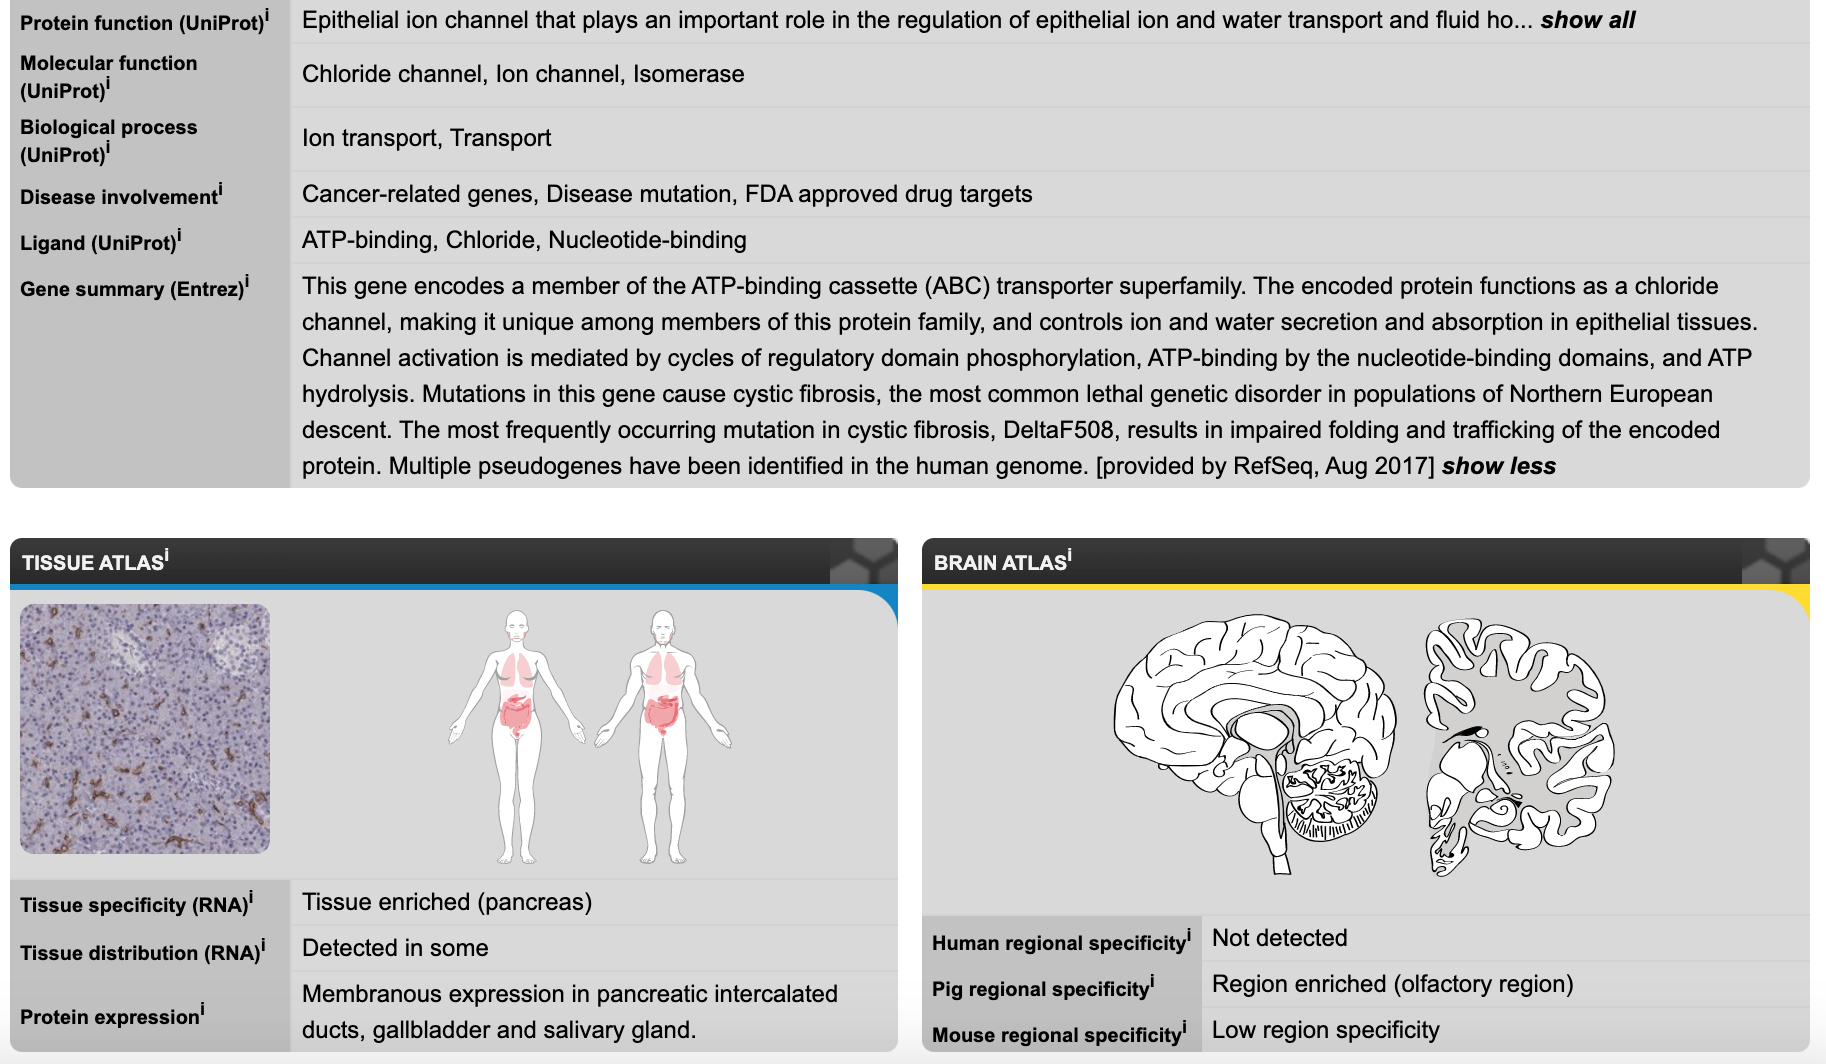 Protein function (UniProt)i
Epithelial ion channel that plays an important role in the regulation of epithelial ion and water transport and fluid ho... show all
Molecular function
(UniProt)i
Chloride channel, Ion channel, Isomerase
Biological process
(UniProt)i
Ion transport, Transport
Disease involvementi
Cancer-related genes, Disease mutation, FDA approved drug targets
Ligand (UniProt)i
ATP-binding, Chloride, Nucleotide-binding
Gene summary (Entrez)i
This gene encodes a member of the ATP-binding cassette (ABC) transporter superfamily. The encoded protein functions as a chloride
channel, making it unique among members of this protein family, and controls ion and water secretion and absorption in epithelial tissues.
Channel activation is mediated by cycles of regulatory domain phosphorylation, ATP-binding by the nucleotide-binding domains, and ATP
hydrolysis. Mutations in this gene cause cystic fibrosis, the most common lethal genetic disorder in populations of Northern European
descent. The most frequently occurring mutation in cystic fibrosis, DeltaF508, results in impaired folding and trafficking of the encoded
protein. Multiple pseudogenes have been identified in the human genome. [provided by RefSeq, Aug 2017] show less
TISSUE ATLASi
Tissue specificity (RNA)i
Tissue enriched (pancreas)
Tissue distribution (RNA)i
Detected in some
Protein expressioni
Membranous expression in pancreatic intercalated
ducts, gallbladder and salivary gland.
BRAIN ATLASi
Human regional specificityi
Not detected
Pig regional specificityi
Region enriched (olfactory region)
Mouse regional specificityi
Low region specificity